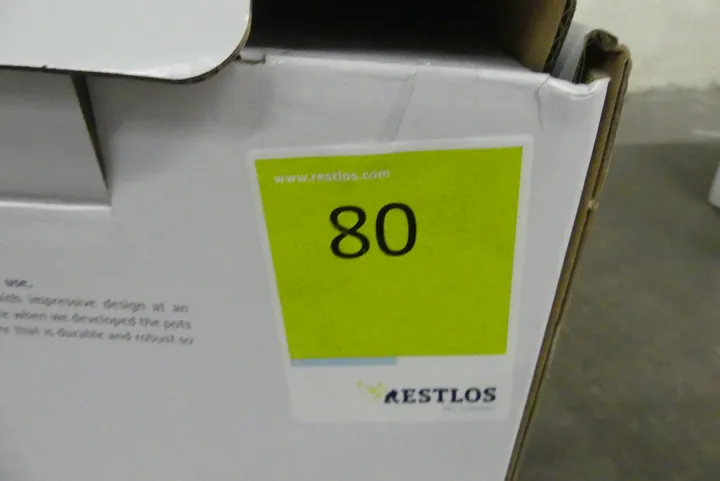 www.restlos.com
80
RESTLOS
use.
impressive design at an
when we developed the pots
that is durable and robust so